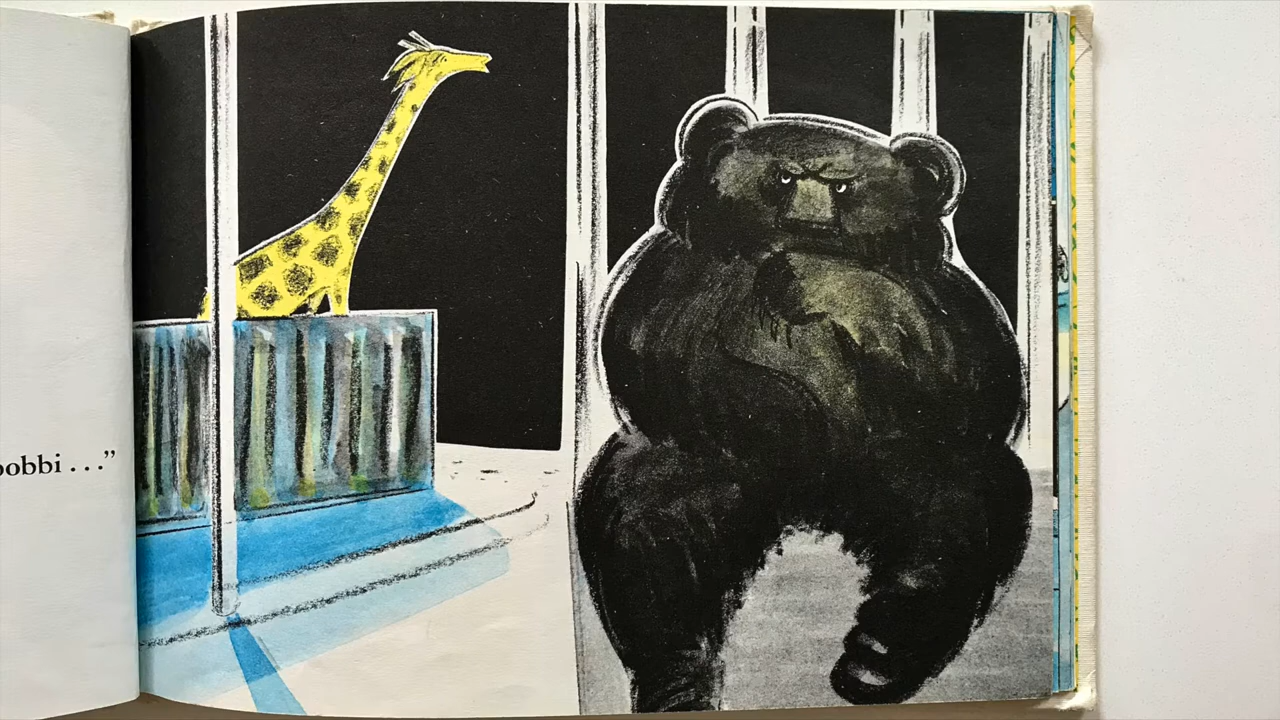 obbi . . .”